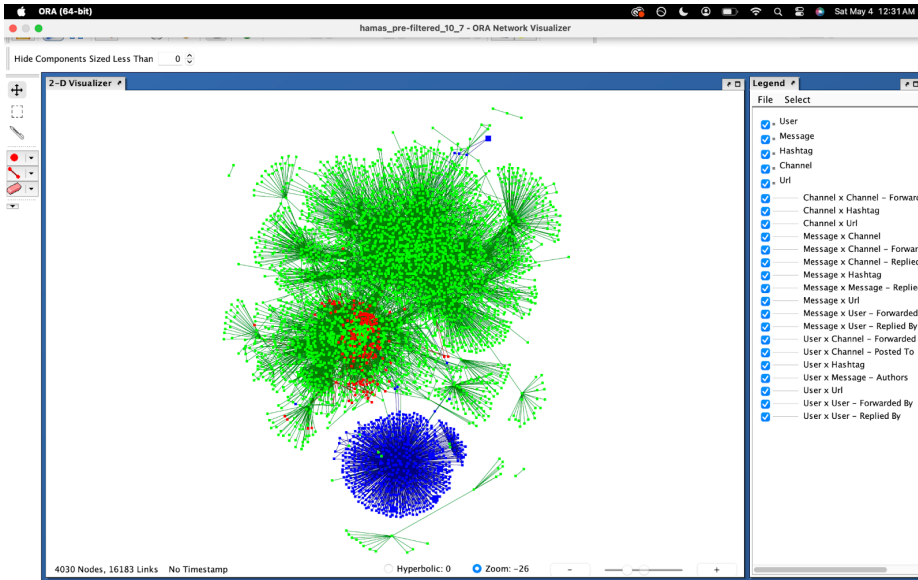 ORA (64-bit)
Sat May 4 12:31 AM
hamas_pre-filtered_10_7 - ORA Network Visualizer
Hide Components Sized Less Than 0
2-D Visualizer
Legend
File Select
User
Message
Hashtag
Channel
Url
Channel x Channel - Forward
Channel x Hashtag
Channel x Url
Message x Channel
Message x Channel - Forwar
Message x Channel - Replied
Message x Hashtag
Message x Message - Replie
Message x Url
Message x User - Forwarded
Message x User - Replied By
User x Channel - Forwarded
User x Channel - Posted To
User x Hashtag
User x Message - Authors
User x Url
User x User - Forwarded By
User x User - Replied By
4030 Nodes, 16183 Links No Timestamp
Hyperbolic: 0 Zoom: -26 - +